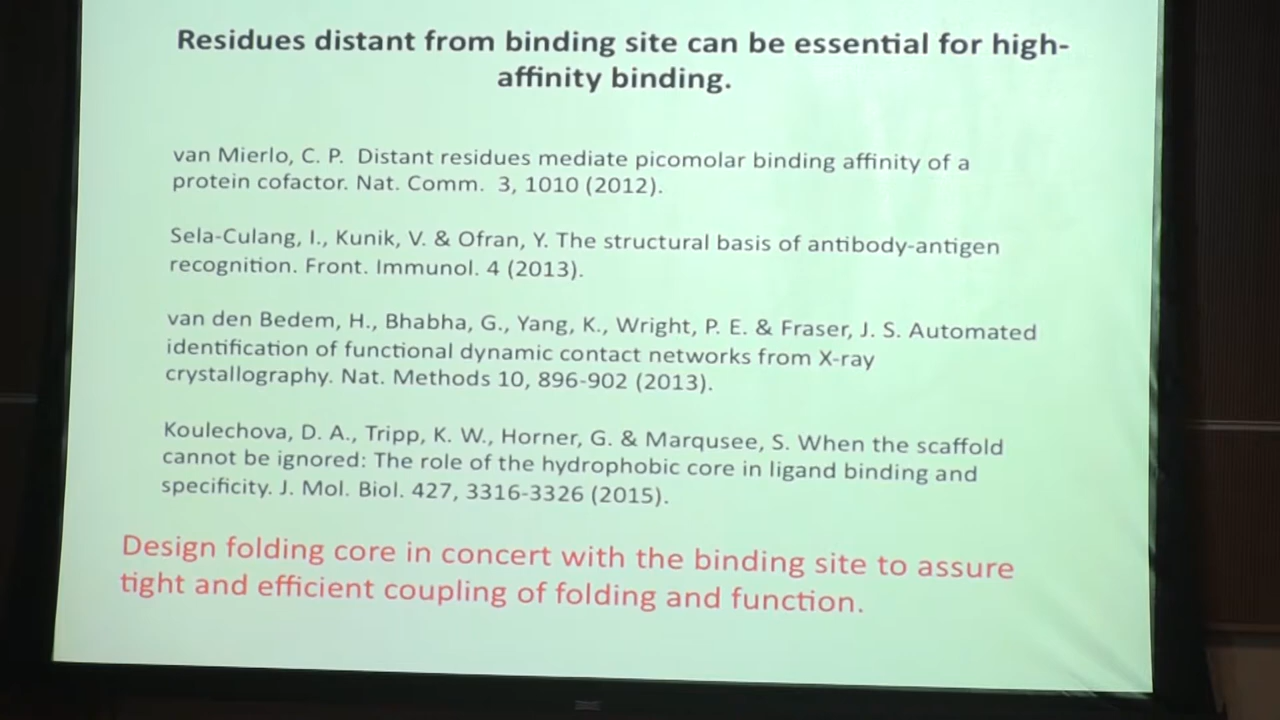 Residues distant from binding site can be essential for high-
affinity binding.
van Mierlo, C. P. Distant residues mediate picomolar binding affinity of a
protein cofactor. Nat. Comm. 3, 1010 (2012).
Sela-Culang, I., Kunik, V. & Ofran, Y. The structural basis of antibody-antigen
recognition. Front. Immunol. 4 (2013).
van den Bedem, H., Bhabha, G., Yang, K., Wright, P. E. & Fraser, J. S. Automated
identification of functional dynamic contact networks from X-ray
crystallography. Nat. Methods 10, 896-902 (2013).
Koulechova, D. A., Tripp, K. W., Horner, G. & Marqusee, S. When the scaffold
cannot be ignored: The role of the hydrophobic core in ligand binding and
specificity. J. Mol. Biol. 427, 3316-3326 (2015).
Design folding core in concert with the binding site to assure
tight and efficient coupling of folding and function.